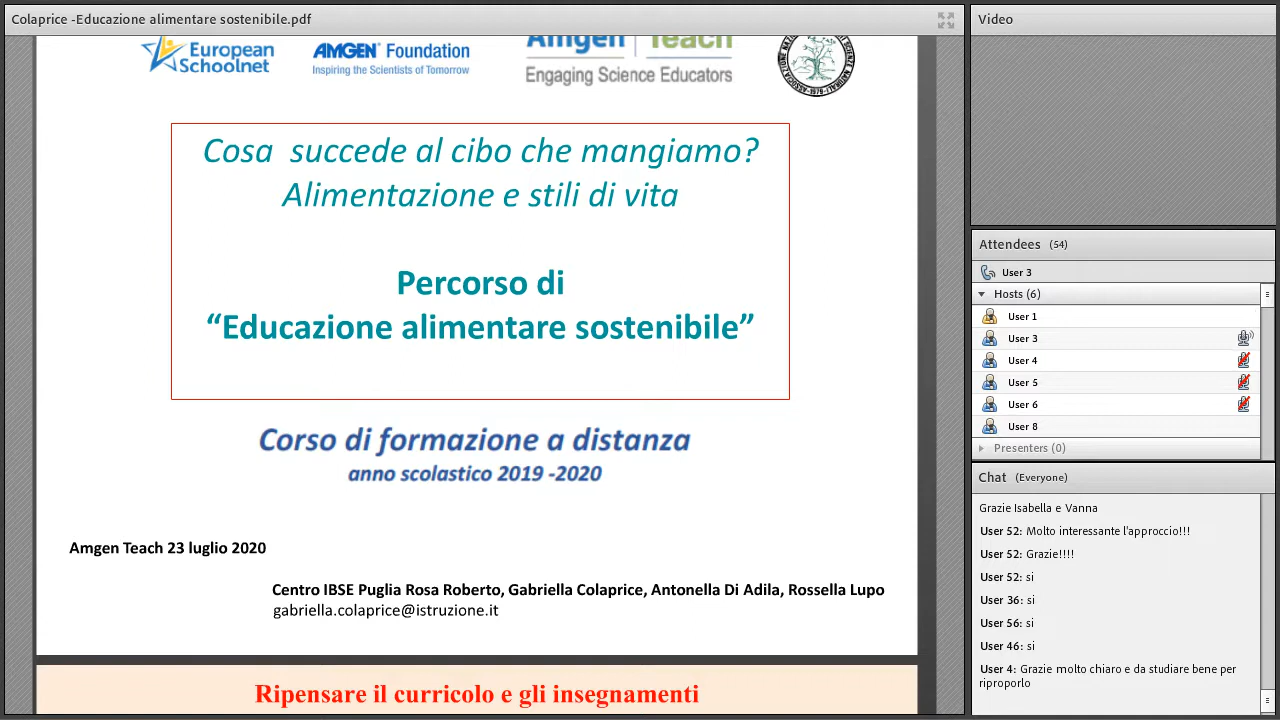 Colaprice -Educazione alimentare sostenibile.pdf
European
Schoolnet
AMGEN Foundation
Inspiring the Scientists of Tomorrow
Amgen | Teach
Engaging Science Educators
Cosa succede al cibo che mangiamo?
Alimentazione e stili di vita
Percorso di
“Educazione alimentare sostenibile”
Corso di formazione a distanza
anno scolastico 2019 -2020
Amgen Teach 23 luglio 2020
Centro IBSE Puglia Rosa Roberto, Gabriella Colaprice, Antonella Di Adila, Rossella Lupo
gabriella.colaprice@istruzione.it
Ripensare il curricolo e gli insegnamenti
Video
Attendees (54)
User 3
Hosts (6)
User 1
User 3
User 4
User 5
User 6
User 8
Presenters (0)
Chat (Everyone)
Grazie Isabella e Vanna
User 52: Molto interessante l'approccio!!!
User 52: Grazie!!!!
User 52: si
User 36: si
User 56: si
User 46: si
User 4: Grazie molto chiaro e da studiare bene per
riproporlo